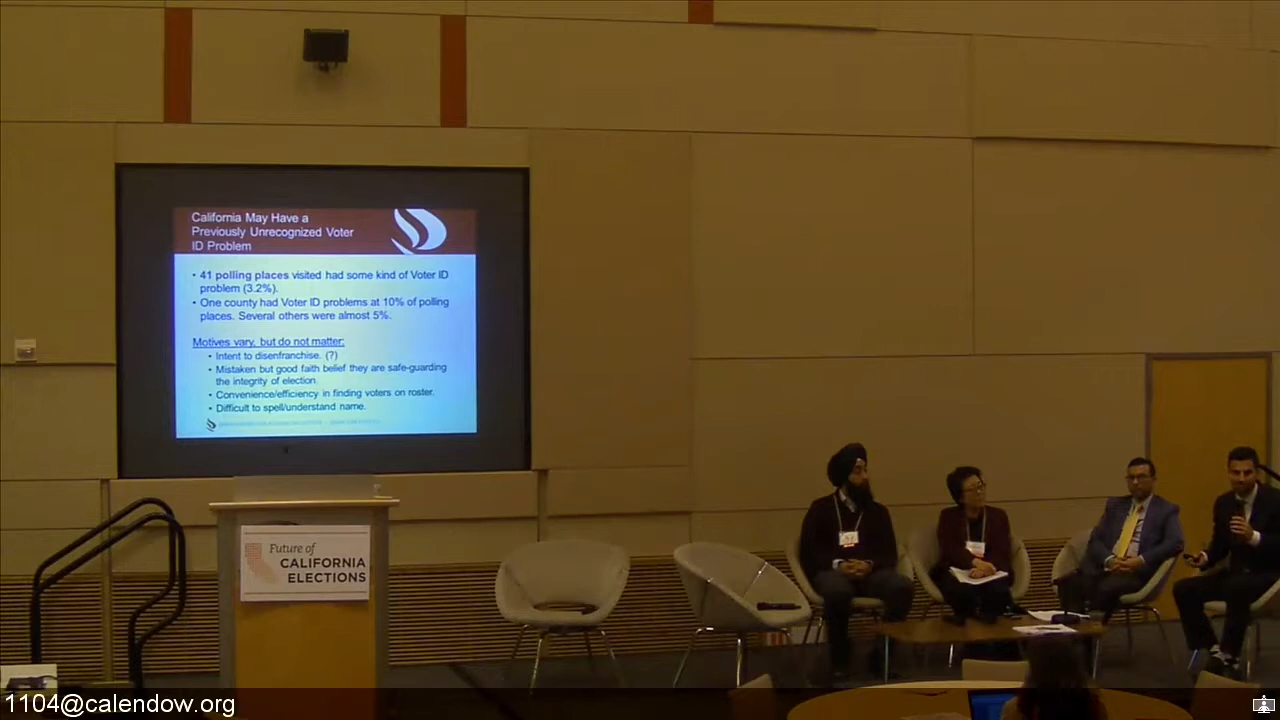 California May Have a
Previously Unrecognized Voter
ID Problem
• 41 polling places visited had some kind of Voter ID
problem (3.2%).
• One county had Voter ID problems at 10% of polling
places. Several others were almost 5%.
Motives vary, but do not matter:
• Intent to disenfranchise. (?)
• Mistaken but good faith belief they are safe-guarding
the integrity of election.
• Convenience/efficiency in finding voters on roster.
• Difficult to spell/understand name.
Future of
CALIFORNIA
ELECTIONS
1104@calendow.org